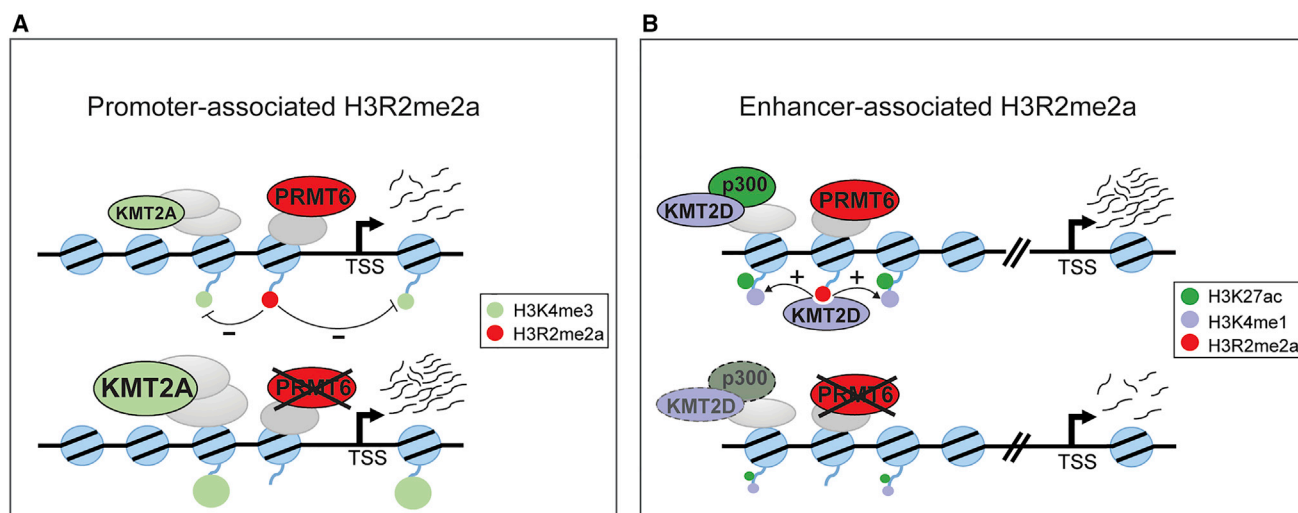 A
Promoter-associated H3R2me2a
KMT2A
PRMT6
TSS
–
–
H3K4me3
H3R2me2a
KMT2A
PRMT6
TSS
B
Enhancer-associated H3R2me2a
p300
KMT2D
PRMT6
TSS
+
+
KMT2D
H3K27ac
H3K4me1
H3R2me2a
p300
KMT2D
PRMT6
TSS